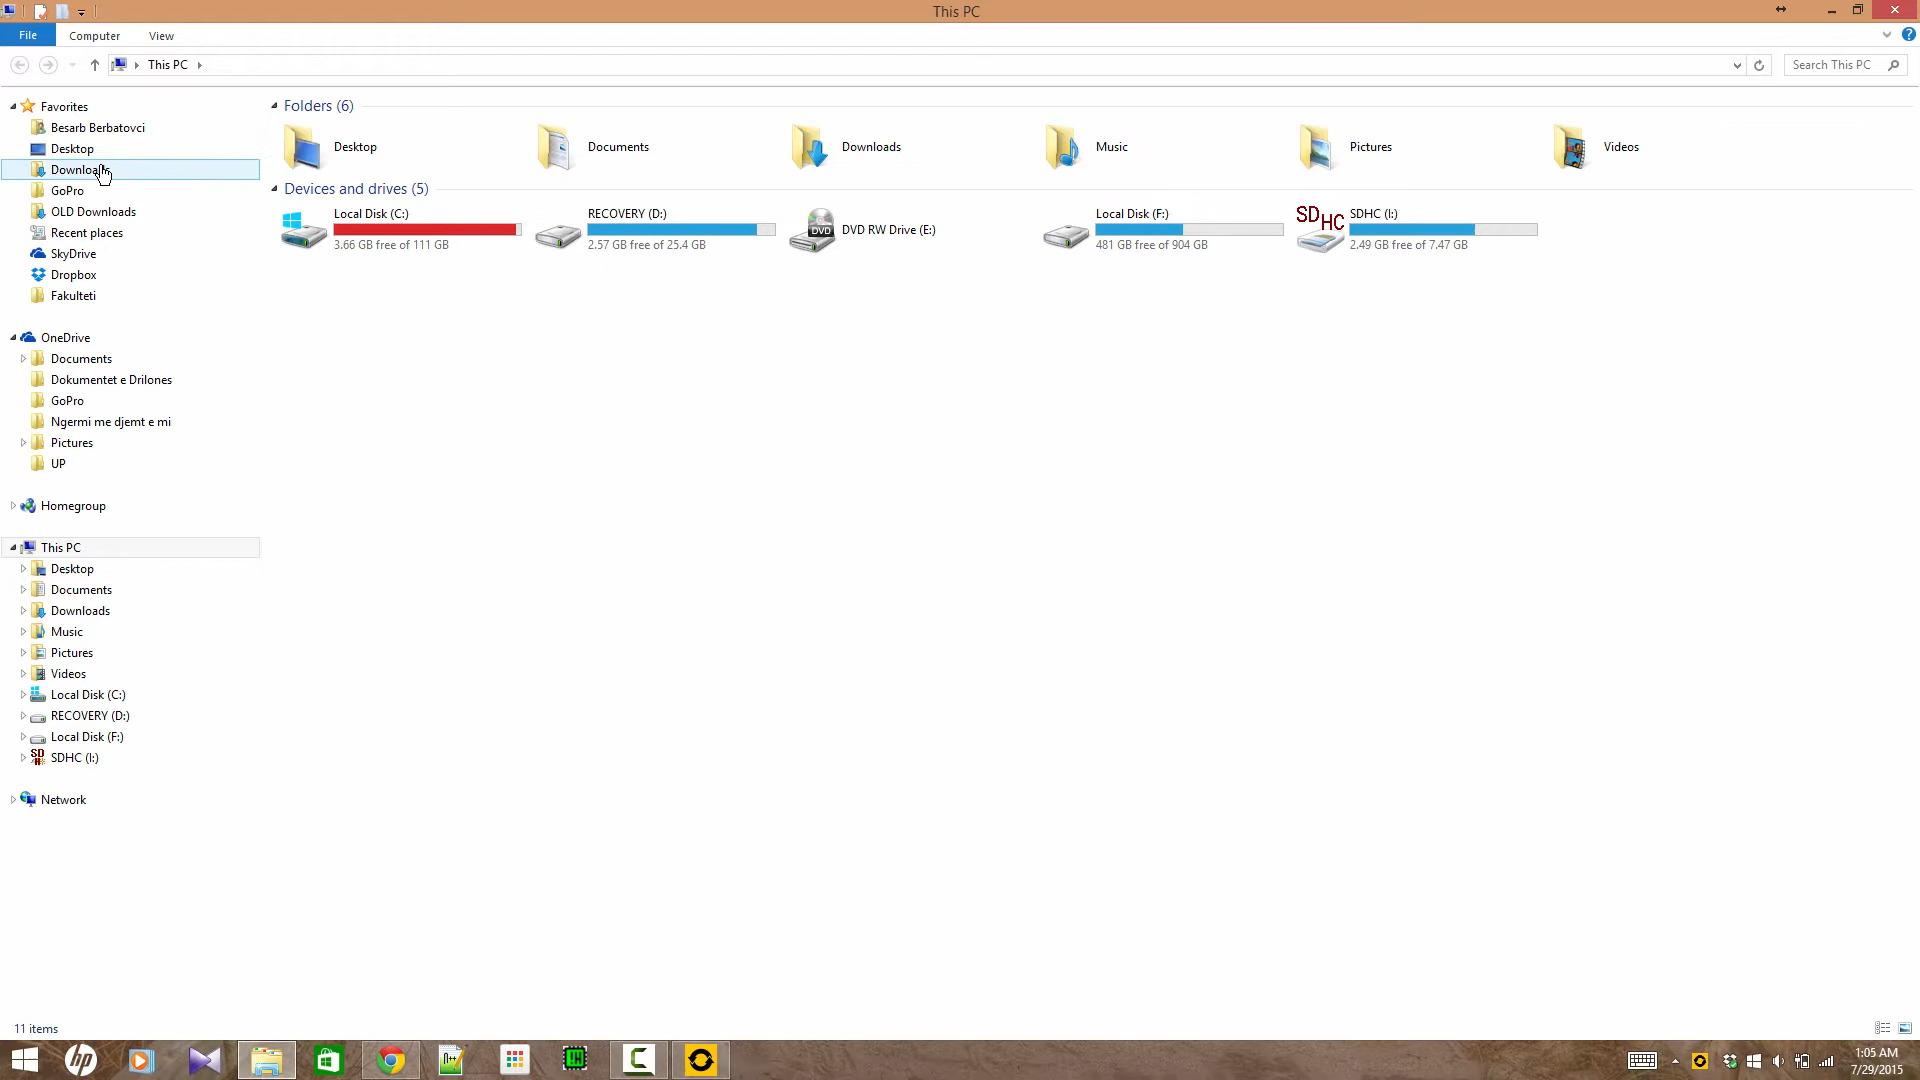 This PC
File
Computer
View
This PC
Search This PC
Favorites
Besarb Berbatovci
Desktop
Downloads
GoPro
OLD Downloads
Recent places
SkyDrive
Dropbox
Fakulteti
OneDrive
Documents
Dokumentet e Drilones
GoPro
Ngermi me djemt e mi
Pictures
UP
Homegroup
This PC
Desktop
Documents
Downloads
Music
Pictures
Videos
Local Disk (C:)
RECOVERY (D:)
Local Disk (F:)
SDHC (I:)
Network
Folders (6)
Desktop
Documents
Downloads
Music
Pictures
Videos
Devices and drives (5)
Local Disk (C:)
3.66 GB free of 111 GB
RECOVERY (D:)
2.57 GB free of 25.4 GB
DVD
DVD RW Drive (E:)
Local Disk (F:)
481 GB free of 904 GB
SDHC
SDHC (I:)
2.49 GB free of 7.47 GB
11 items
hp
1:05 AM
7/29/2015